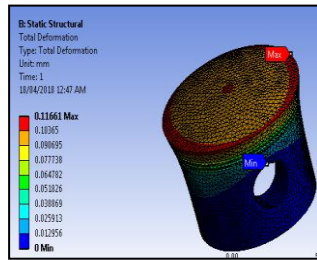 B: Static Structural
Total Deformation
Type: Total Deformation
Unit: mm
Time: 1
18/04/2018 12:47 AM
0.11661 Max
0.10365
0.090695
0.077738
0.064782
0.051826
0.038869
0.025913
0.012956
0 Min
Max
Min
0.00